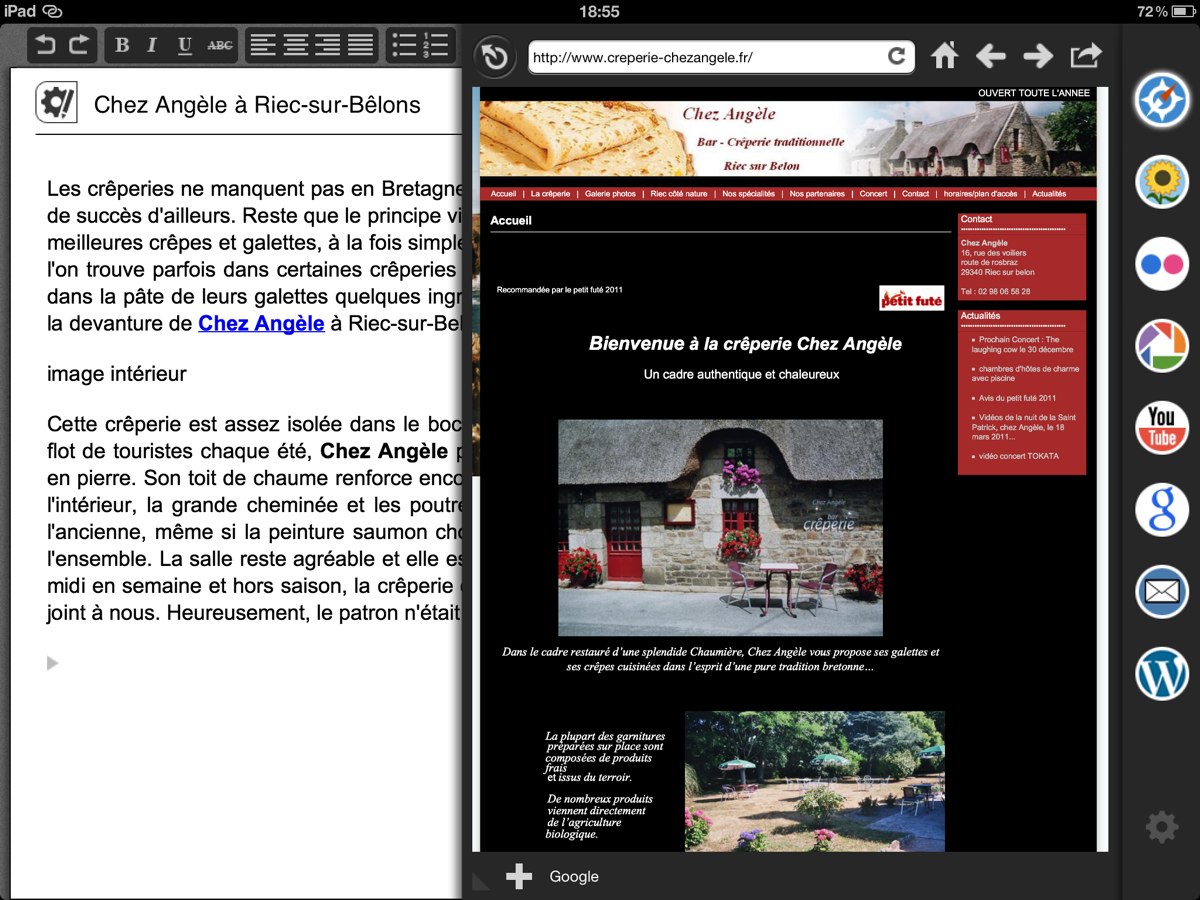 iPad
18:55
72 %
B I U ABC
Chez Angèle à Riec-sur-Bêlons
Les crêperies ne manquent pas en Bretagne
de succès d'ailleurs. Reste que le principe vi
meilleures crêpes et galettes, à la fois simple
l'on trouve parfois dans certaines crêperies
dans la pâte de leurs galettes quelques ingr
la devanture de Chez Angèle à Riec-sur-Bel
image intérieur
Cette crêperie est assez isolée dans le boc
flot de touristes chaque été, Chez Angèle p
en pierre. Son toit de chaume renforce enco
l'intérieur, la grande cheminée et les poutre
l'ancienne, même si la peinture saumon cho
l'ensemble. La salle reste agréable et elle es
midi en semaine et hors saison, la crêperie
joint à nous. Heureusement, le patron n'était
http://www.creperie-chezangele.fr/
OUVERT TOUTE L'ANNEE
Chez Angèle
Bar - Crêperie traditionnelle
Riec sur Belon
Accueil | La crêperie | Galerie photos | Riec côté nature | Nos spécialités | Nos partenaires | Concert | Contact | horaires/plan d'accès | Actualités
Accueil
Recommandée par le petit futé 2011
petit futé
Bienvenue à la crêperie Chez Angèle
Un cadre authentique et chaleureux
Chez Angèle
bar
crêperie
Dans le cadre restauré d'une splendide Chaumière, Chez Angèle vous propose ses galettes et
ses crêpes cuisinées dans l'esprit d'une pure tradition bretonne…
La plupart des garnitures
préparées sur place sont
composées de produits
frais
et issus du terroir.
De nombreux produits
viennent directement
de l'agriculture
biologique.
Contact
Chez Angèle
16, rue des voiliers
route de rosbraz
29340 Riec sur belon
Tel : 02 98 06 58 28
Actualités
Prochain Concert : The
laughing cow le 30 décembre
chambres d'hôtes de charme
avec piscine
Avis du petit futé 2011
Vidéos de la nuit de la Saint
Patrick, chez Angèle, le 18
mars 2011...
vidéo concert TOKATA
You
Tube
g
W
Google